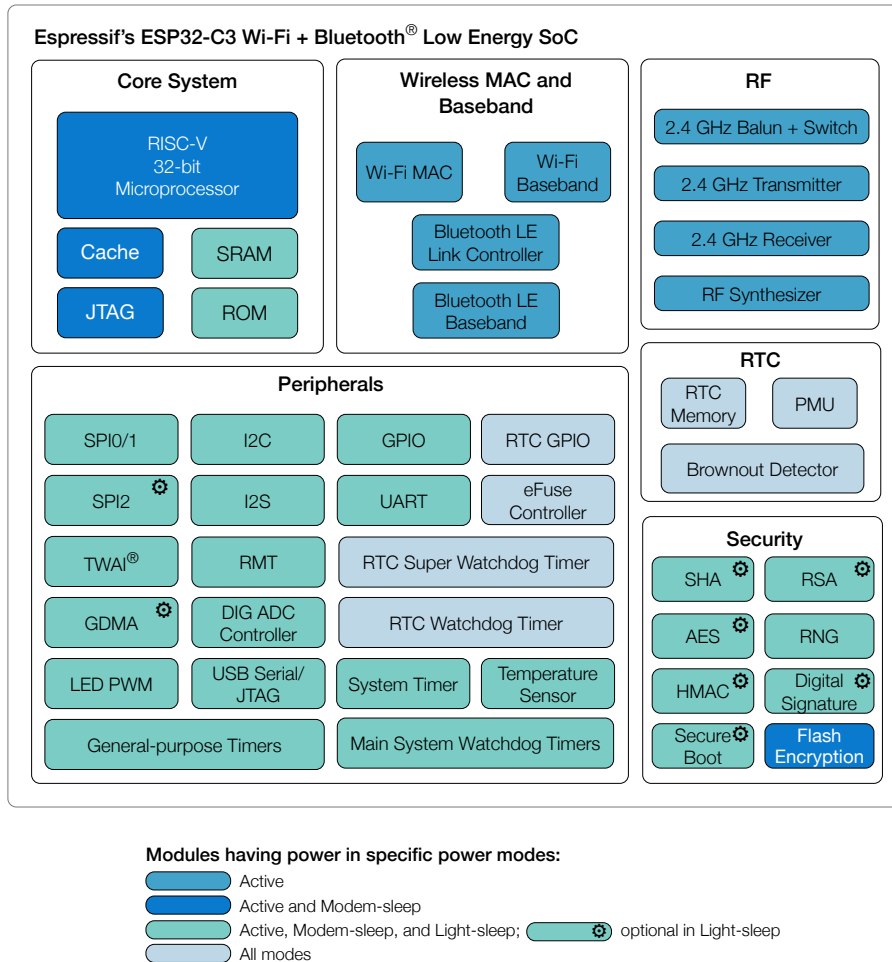 Espressif's ESP32-C3 Wi-Fi + Bluetooth® Low Energy SoC
Core System
RISC-V
32-bit
Microprocessor
Cache
SRAM
JTAG
ROM
Wireless MAC and
Baseband
Wi-Fi MAC
Wi-Fi
Baseband
Bluetooth LE
Link Controller
Bluetooth LE
Baseband
RF
2.4 GHz Balun + Switch
2.4 GHz Transmitter
2.4 GHz Receiver
RF Synthesizer
Peripherals
SPI0/1
I2C
GPIO
RTC GPIO
SPI2
I2S
UART
eFuse
Controller
TWAI®
RMT
RTC Super Watchdog Timer
GDMA
DIG ADC
Controller
RTC Watchdog Timer
LED PWM
USB Serial/
JTAG
System Timer
Temperature
Sensor
General-purpose Timers
Main System Watchdog Timers
RTC
RTC
Memory
PMU
Brownout Detector
Security
SHA
RSA
AES
RNG
HMAC
Digital
Signature
Secure
Boot
Flash
Encryption
Modules having power in specific power modes:
Active
Active and Modem-sleep
Active, Modem-sleep, and Light-sleep; optional in Light-sleep
All modes